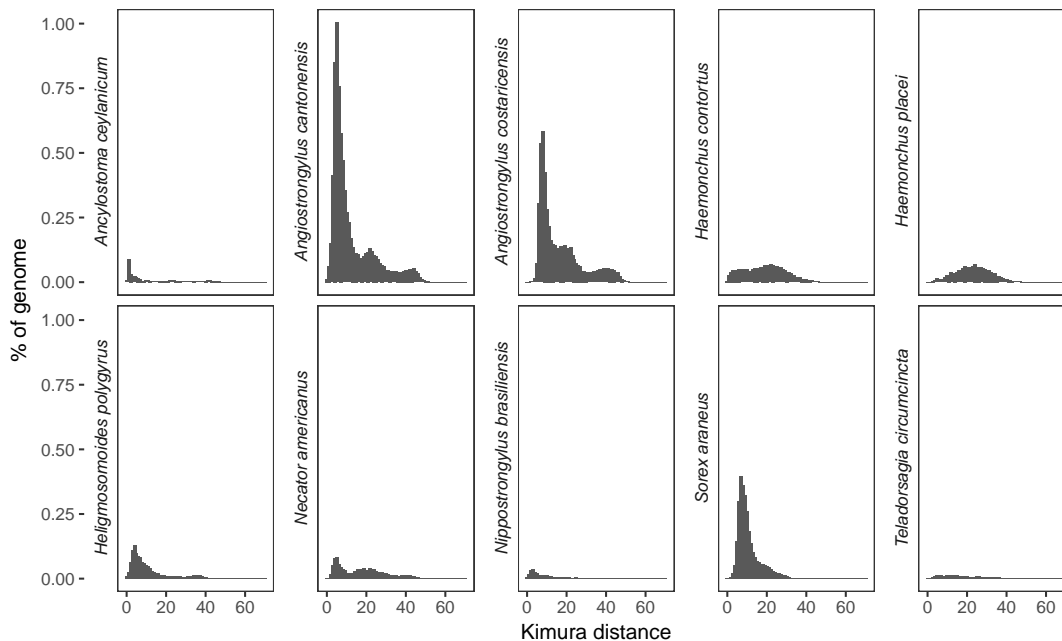 1.00
0.75
0.50
0.25
0.00
Ancylostoma ceylanicum
Angiostrongylus cantonensis
Angiostrongylus costaricensis
Haemonchus contortus
Haemonchus placei
% of genome
1.00
0.75
0.50
0.25
0.00
Heligmosomoides polygyrus
Necator americanus
Nippostrongylus brasiliensis
Sorex araneus
Teladorsagia circumcincta
0 20 40 60 0 20 40 60 0 20 40 60 0 20 40 60 0 20 40 60
Kimura distance